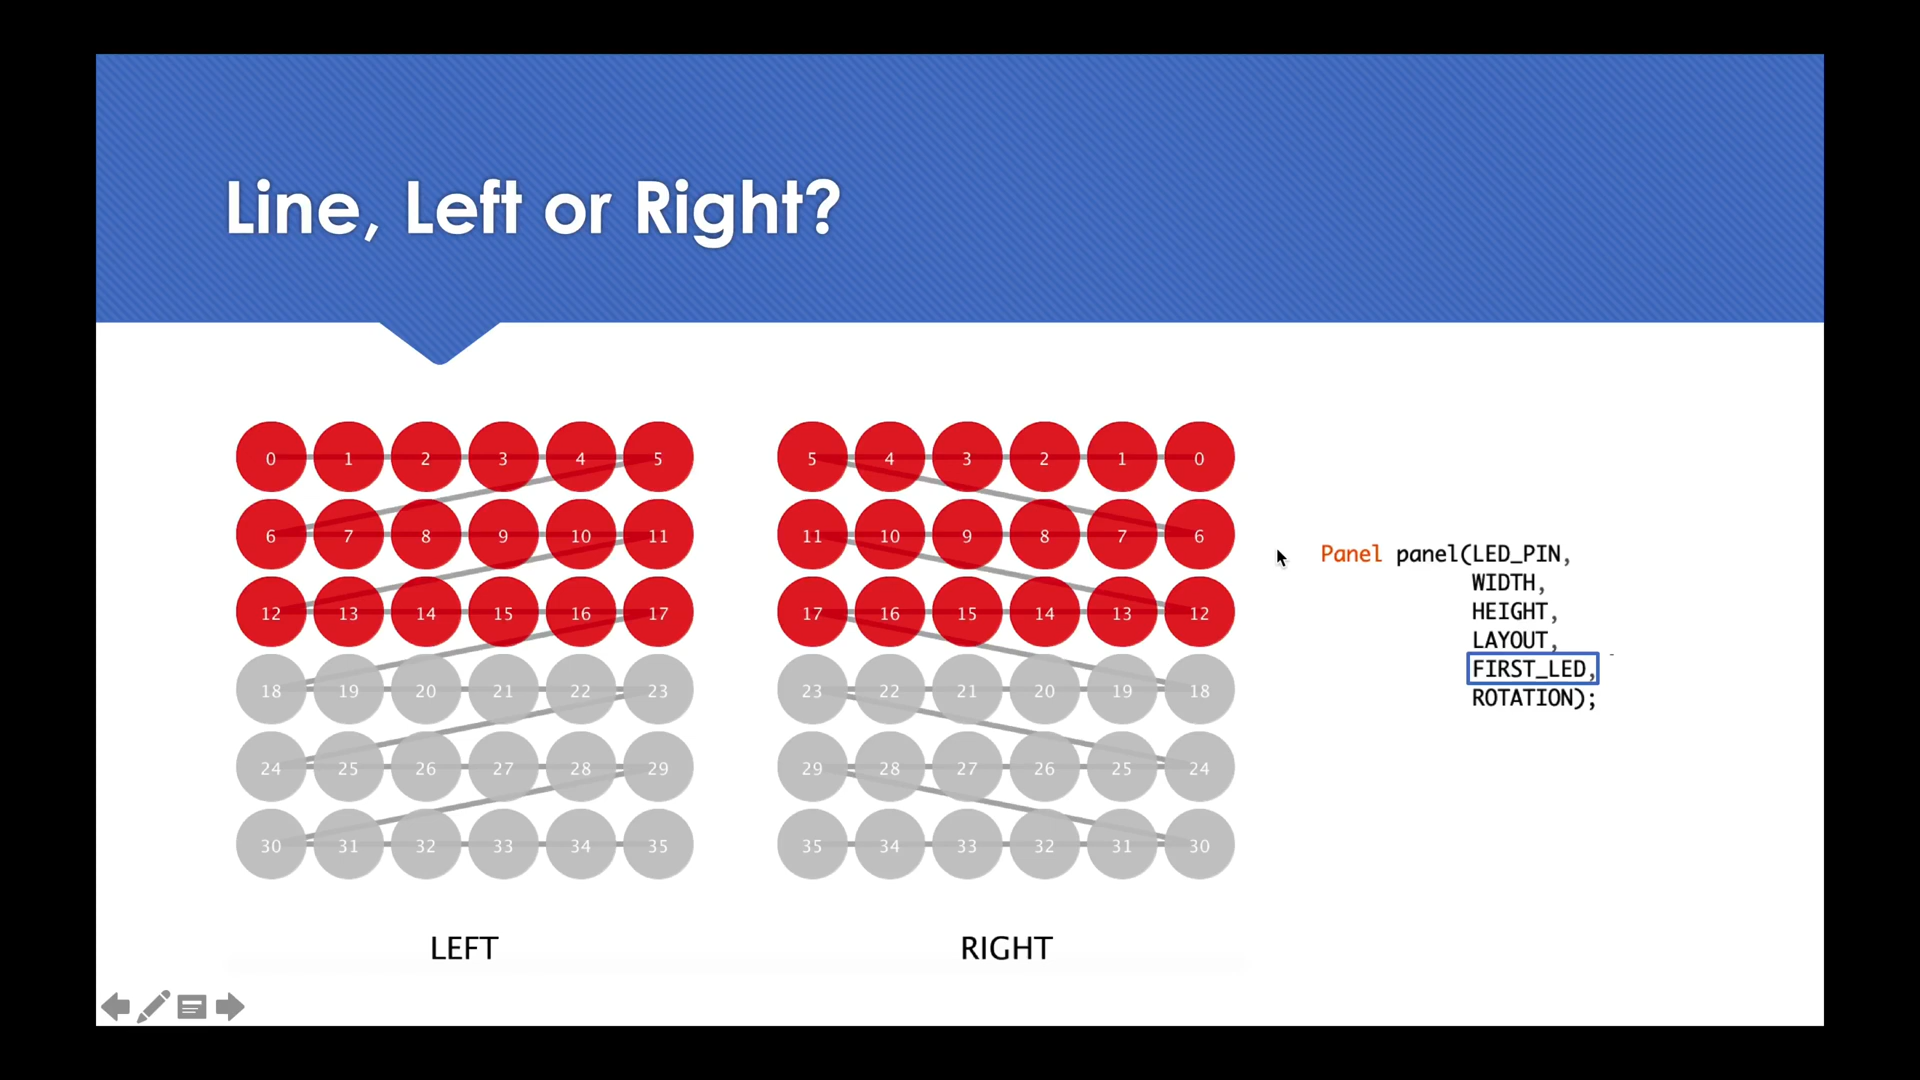 Line, Left or Right?
0 1 2 3 4 5
6 7 8 9 10 11
12 13 14 15 16 17
18 19 20 21 22 23
24 25 26 27 28 29
30 31 32 33 34 35
LEFT
5 4 3 2 1 0
11 10 9 8 7 6
17 16 15 14 13 12
23 22 21 20 19 18
29 28 27 26 25 24
35 34 33 32 31 30
RIGHT
Panel panel(LED_PIN,
WIDTH,
HEIGHT,
LAYOUT,
FIRST_LED,
ROTATION);